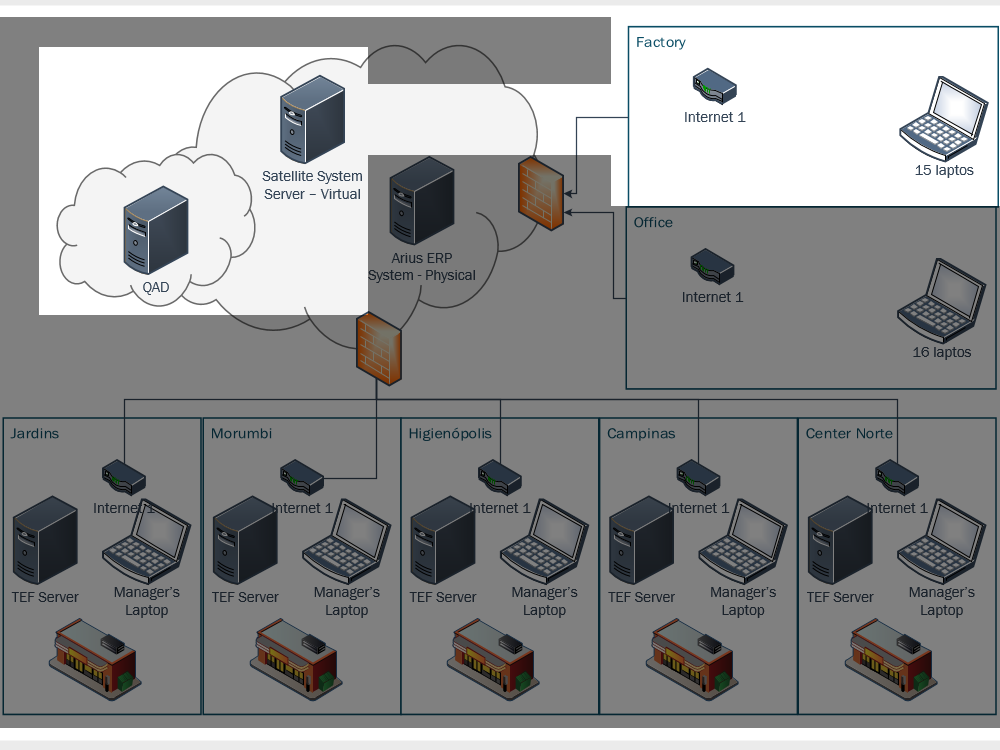 Factory
Internet 1
15 laptos
Satellite System
Server – Virtual
Arius ERP
System - Physical
QAD
Office
Internet 1
16 laptos
Jardins
Internet 1
TEF Server
Manager's
Laptop
Morumbi
Internet 1
TEF Server
Manager's
Laptop
Higienópolis
Internet 1
TEF Server
Manager's
Laptop
Campinas
Internet 1
TEF Server
Manager's
Laptop
Center Norte
Internet 1
TEF Server
Manager's
Laptop